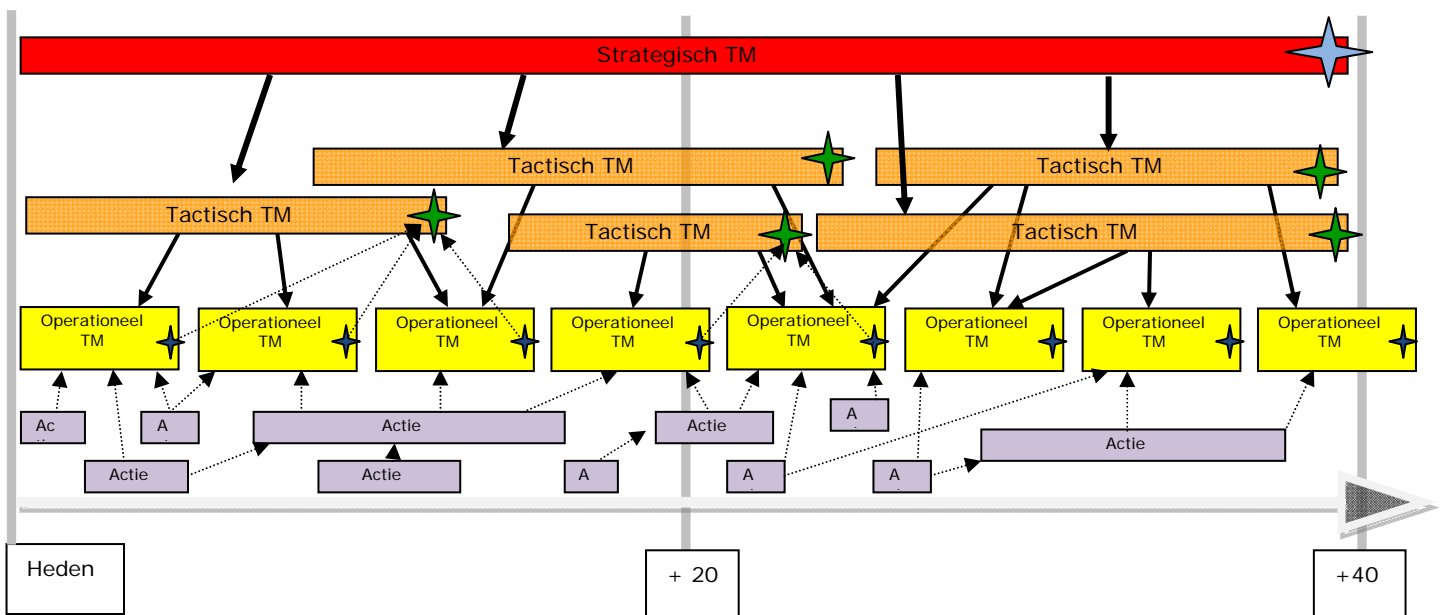 Strategisch TM
Tactisch TM
Tactisch TM
Tactisch TM
Tactisch TM
Tactisch TM
Operationeel
TM
Operationeel
TM
Operationeel
TM
Operationeel
TM
Operationeel
TM
Operationeel
TM
Operationeel
TM
Operationeel
TM
Ac
A
Actie
Actie
A
Actie
Actie
Actie
A
A
A
Heden
+ 20
+40